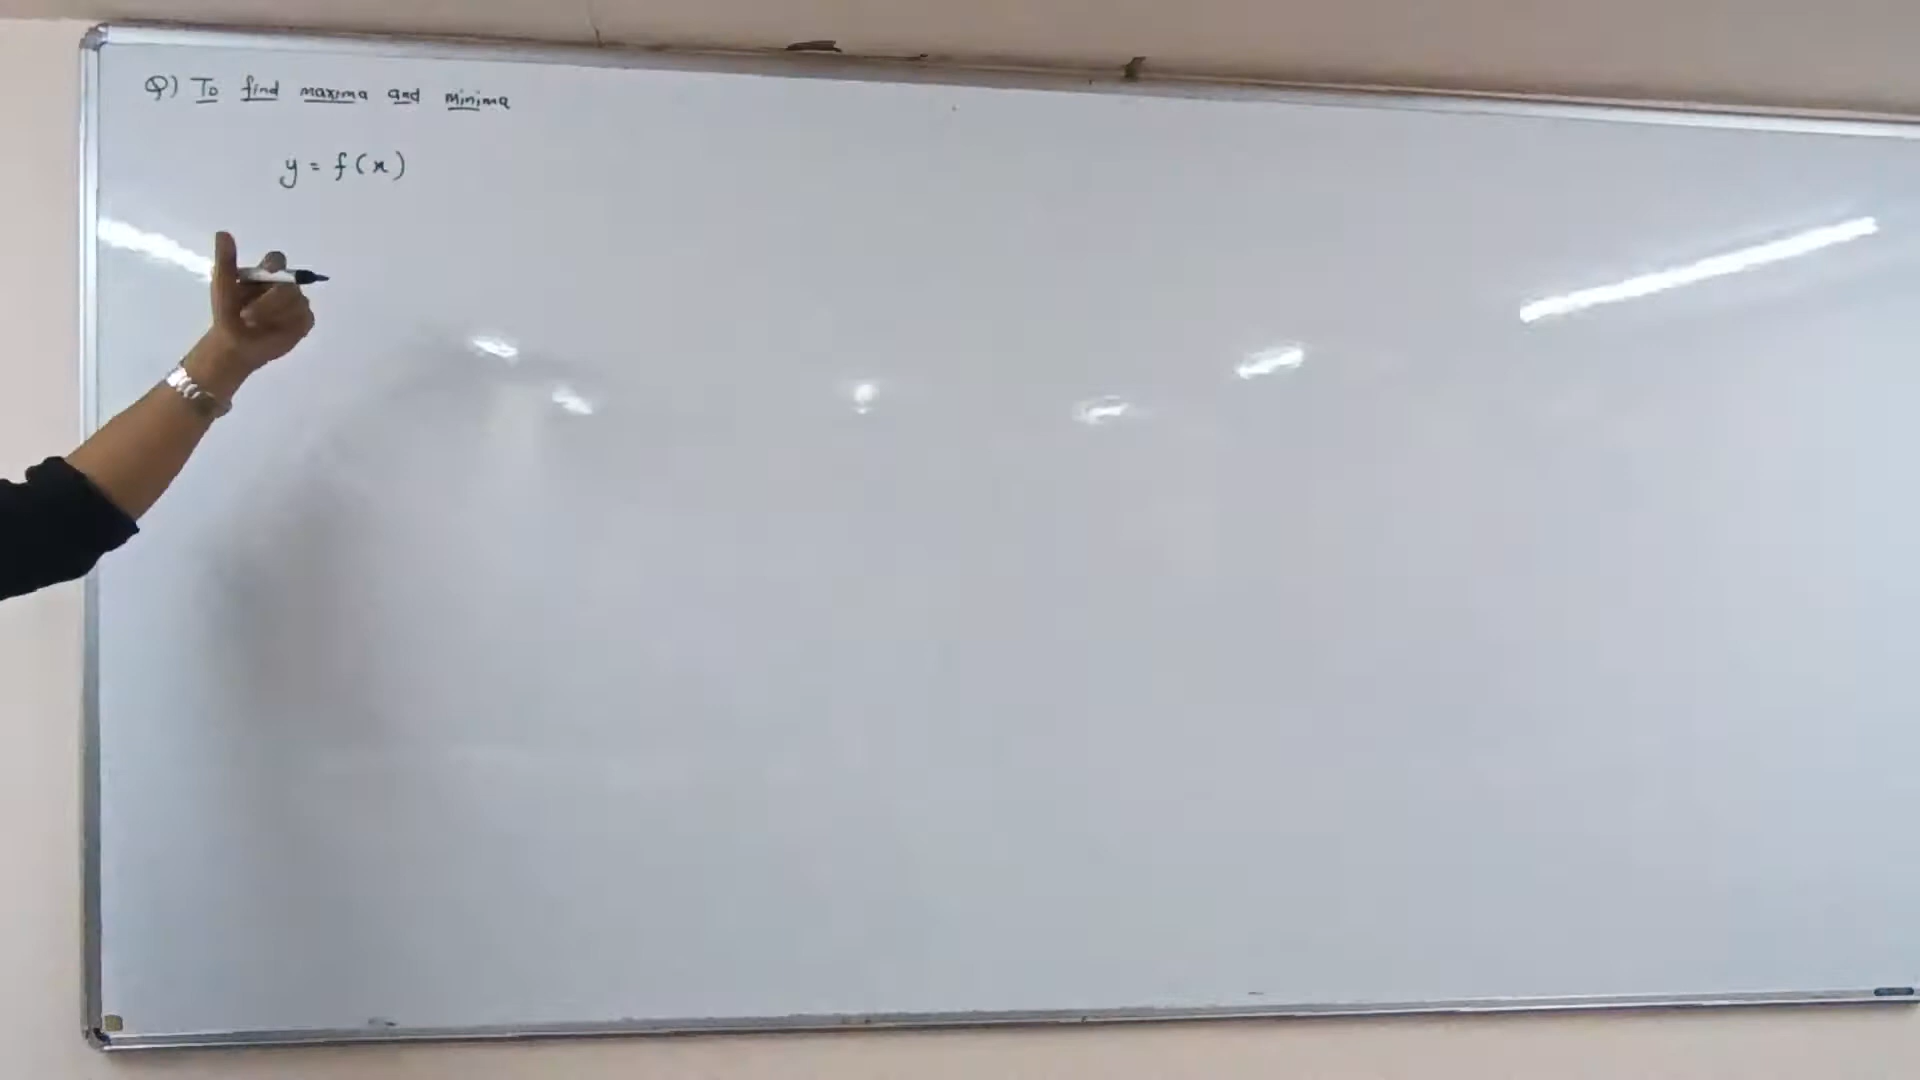 Q) To find maxima and minima
y = f(x)